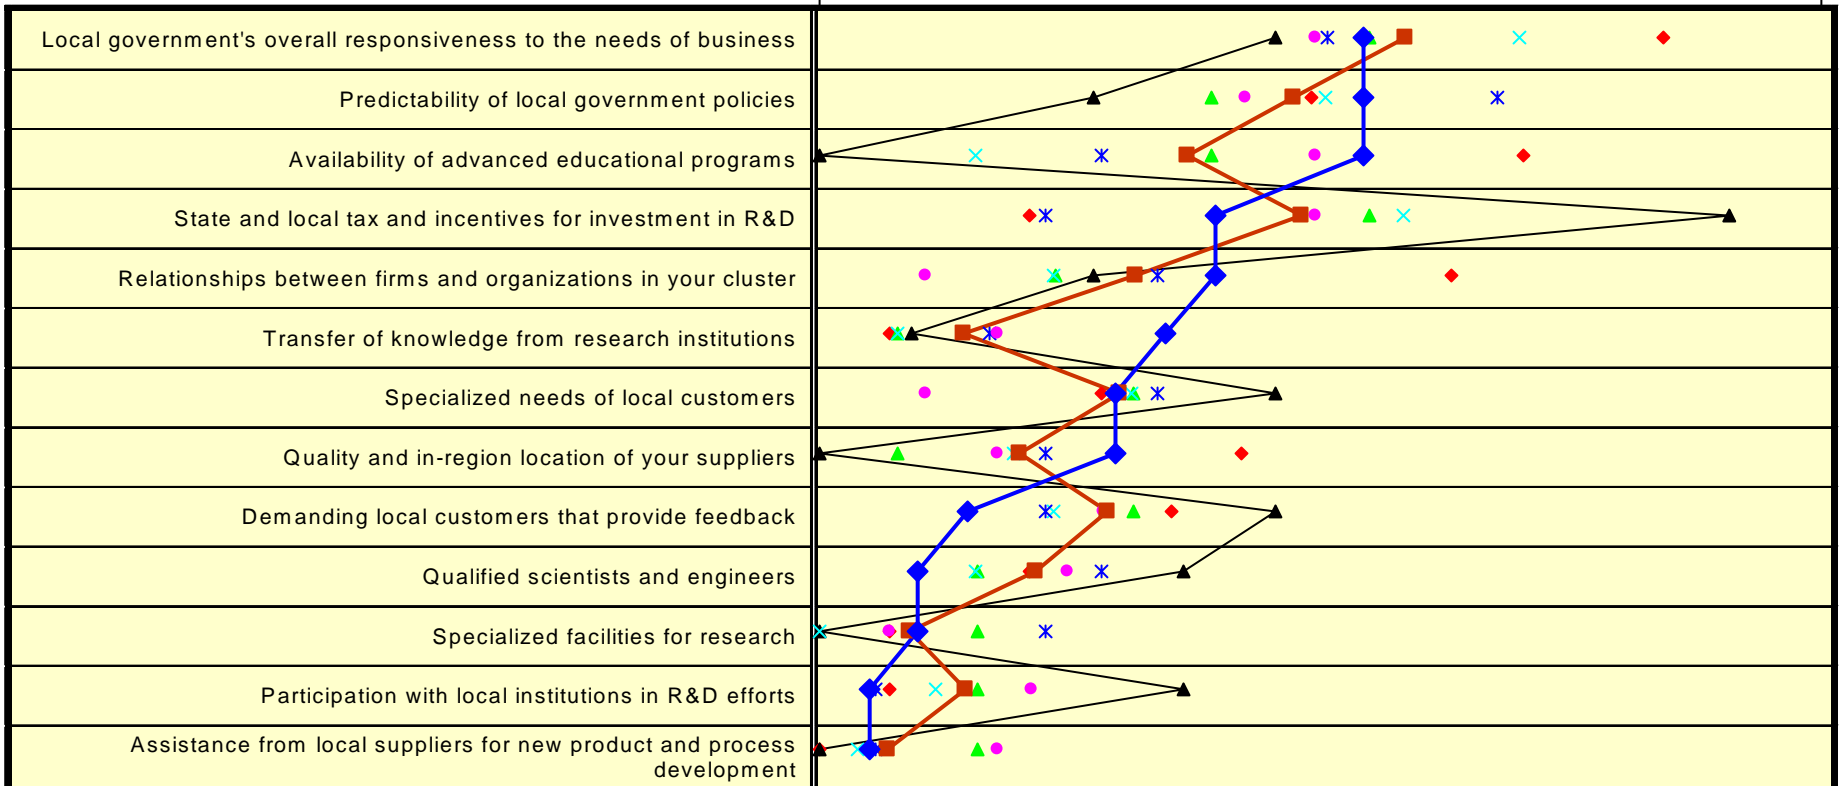 Local government's overall responsiveness to the needs of business
Predictability of local government policies
Availability of advanced educational programs
State and local tax and incentives for investment in R&D
Relationships between firms and organizations in your cluster
Transfer of knowledge from research institutions
Specialized needs of local customers
Quality and in-region location of your suppliers
Demanding local customers that provide feedback
Qualified scientists and engineers
Specialized facilities for research
Participation with local institutions in R&D efforts
Assistance from local suppliers for new product and process
development